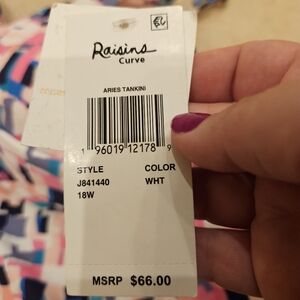 Raisins
Curve
ARIES TANKINI
1 96019 12178 9
STYLE COLOR
J841440 WHT
18W
MSRP $66.00